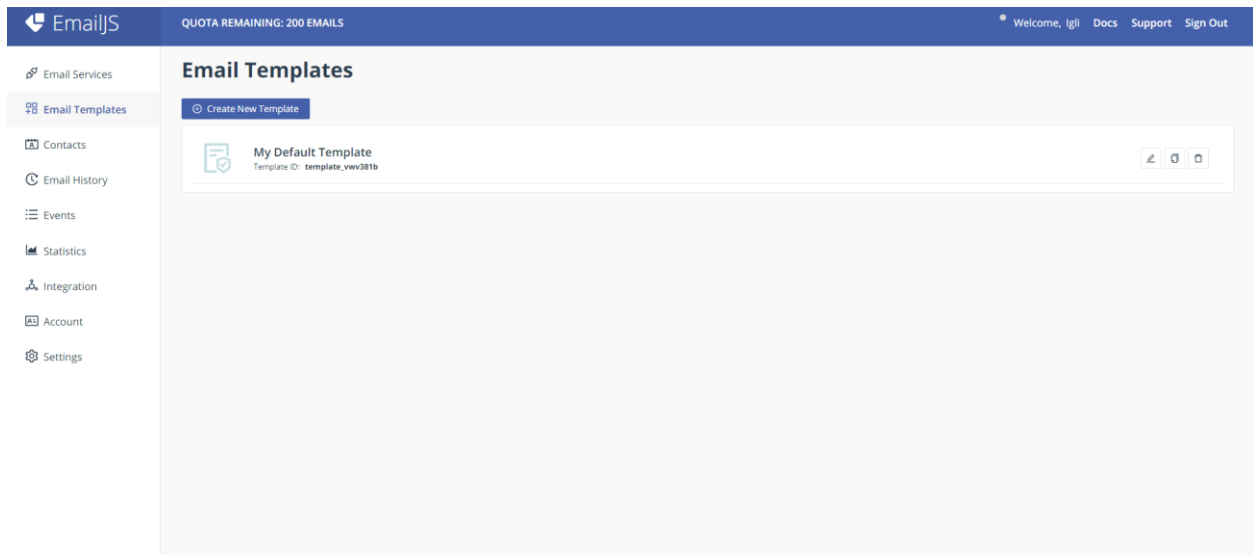 EmailJS
QUOTA REMAINING: 200 EMAILS
Welcome, Igli Docs Support Sign Out
Email Services
Email Templates
Contacts
Email History
Events
Statistics
Integration
Account
Settings
Email Templates
Create New Template
My Default Template
Template ID: template_vwv381b